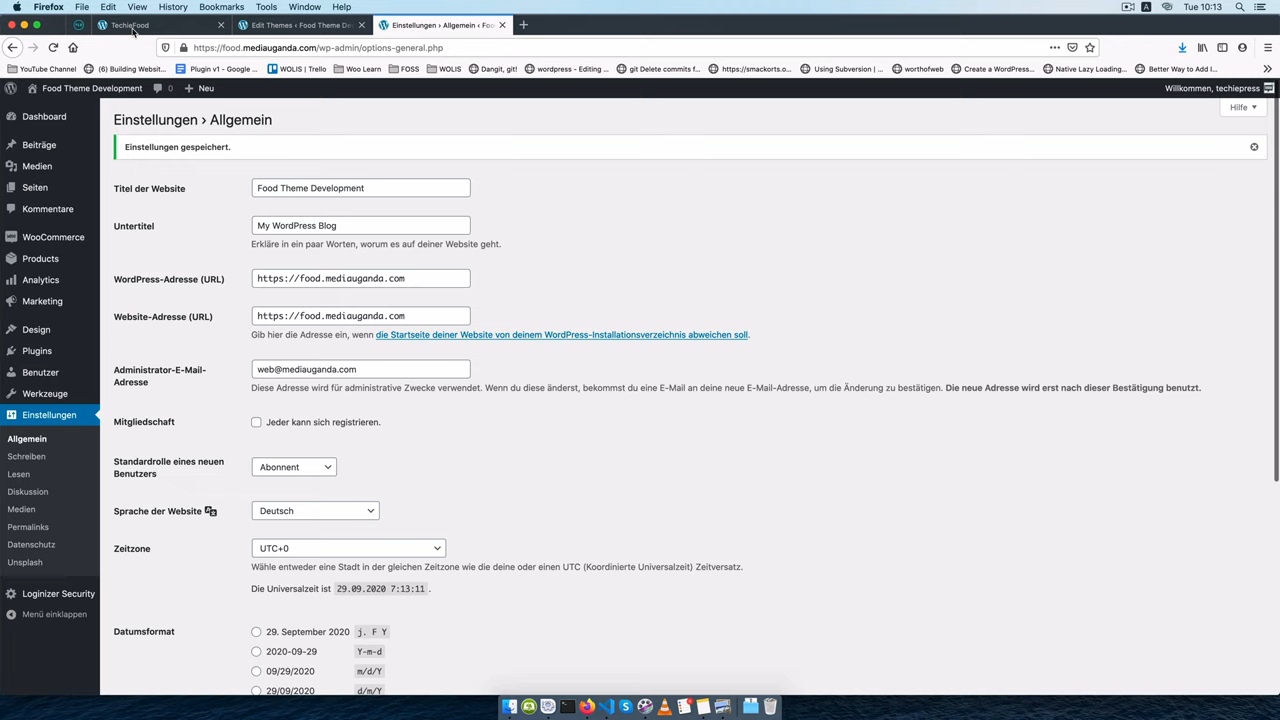 Firefox File Edit View History Bookmarks Tools Window Help
Tue 10:13
TechieFood
Edit Themes ‹ Food Theme De
Einstellungen ‹ Allgemein ‹ Foo
https://food.mediauganda.com/wp-admin/options-general.php
YouTube Channel
(6) Building Websit...
Plugin v1 - Google ...
WOLIS | Trello
Woo Learn
FOSS
WOLIS
Dangit, git!
wordpress - Editing ...
git Delete commits f...
https://smackorts.o...
Using Subversion | ...
worthofweb
Create a WordPress...
Native Lazy Loading...
Better Way to Add I...
Food Theme Development
0
Neu
Willkommen, techiepress
Hilfe
Dashboard
Beiträge
Medien
Seiten
Kommentare
WooCommerce
Products
Analytics
Marketing
Design
Plugins
Benutzer
Werkzeuge
Einstellungen
Allgemein
Schreiben
Lesen
Diskussion
Medien
Permalinks
Datenschutz
Unsplash
Loginizer Security
Menü einklappen
Einstellungen › Allgemein
Einstellungen gespeichert.
Titel der Website
Food Theme Development
Untertitel
My WordPress Blog
Erkläre in ein paar Worten, worum es auf deiner Website geht.
WordPress-Adresse (URL)
https://food.mediauganda.com
Website-Adresse (URL)
https://food.mediauganda.com
Gib hier die Adresse ein, wenn die Startseite deiner Website von deinem WordPress-Installationsverzeichnis abweichen soll.
Administrator-E-Mail-
Adresse
web@mediauganda.com
Diese Adresse wird für administrative Zwecke verwendet. Wenn du diese änderst, bekommst du eine E-Mail an deine neue E-Mail-Adresse, um die Änderung zu bestätigen. Die neue Adresse wird erst nach dieser Bestätigung benutzt.
Mitgliedschaft
Jeder kann sich registrieren.
Standardrolle eines neuen
Benutzers
Abonnent
Sprache der Website
Deutsch
Zeitzone
UTC+0
Wähle entweder eine Stadt in der gleichen Zeitzone wie die deine oder einen UTC (Koordinierte Universalzeit) Zeitversatz.
Die Universalzeit ist 29.09.2020 7:13:11 .
Datumsformat
29. September 2020 j. F Y
2020-09-29 Y-m-d
09/29/2020 m/d/Y
29/09/2020 d/m/Y